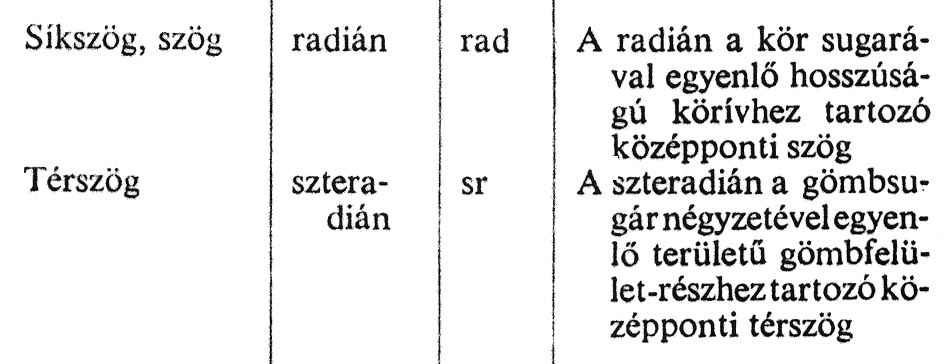 Síkszög, szög radián rad A radián a kör sugará-
val egyenlő hosszúsá-
gú körívhez tartozó
középponti szög
Térszög sztera- sr A szteradián a gömbsu-
dián gár négyzetével egyen-
lő területű gömbfelü-
let-részhez tartozó kö-
zépponti térszög